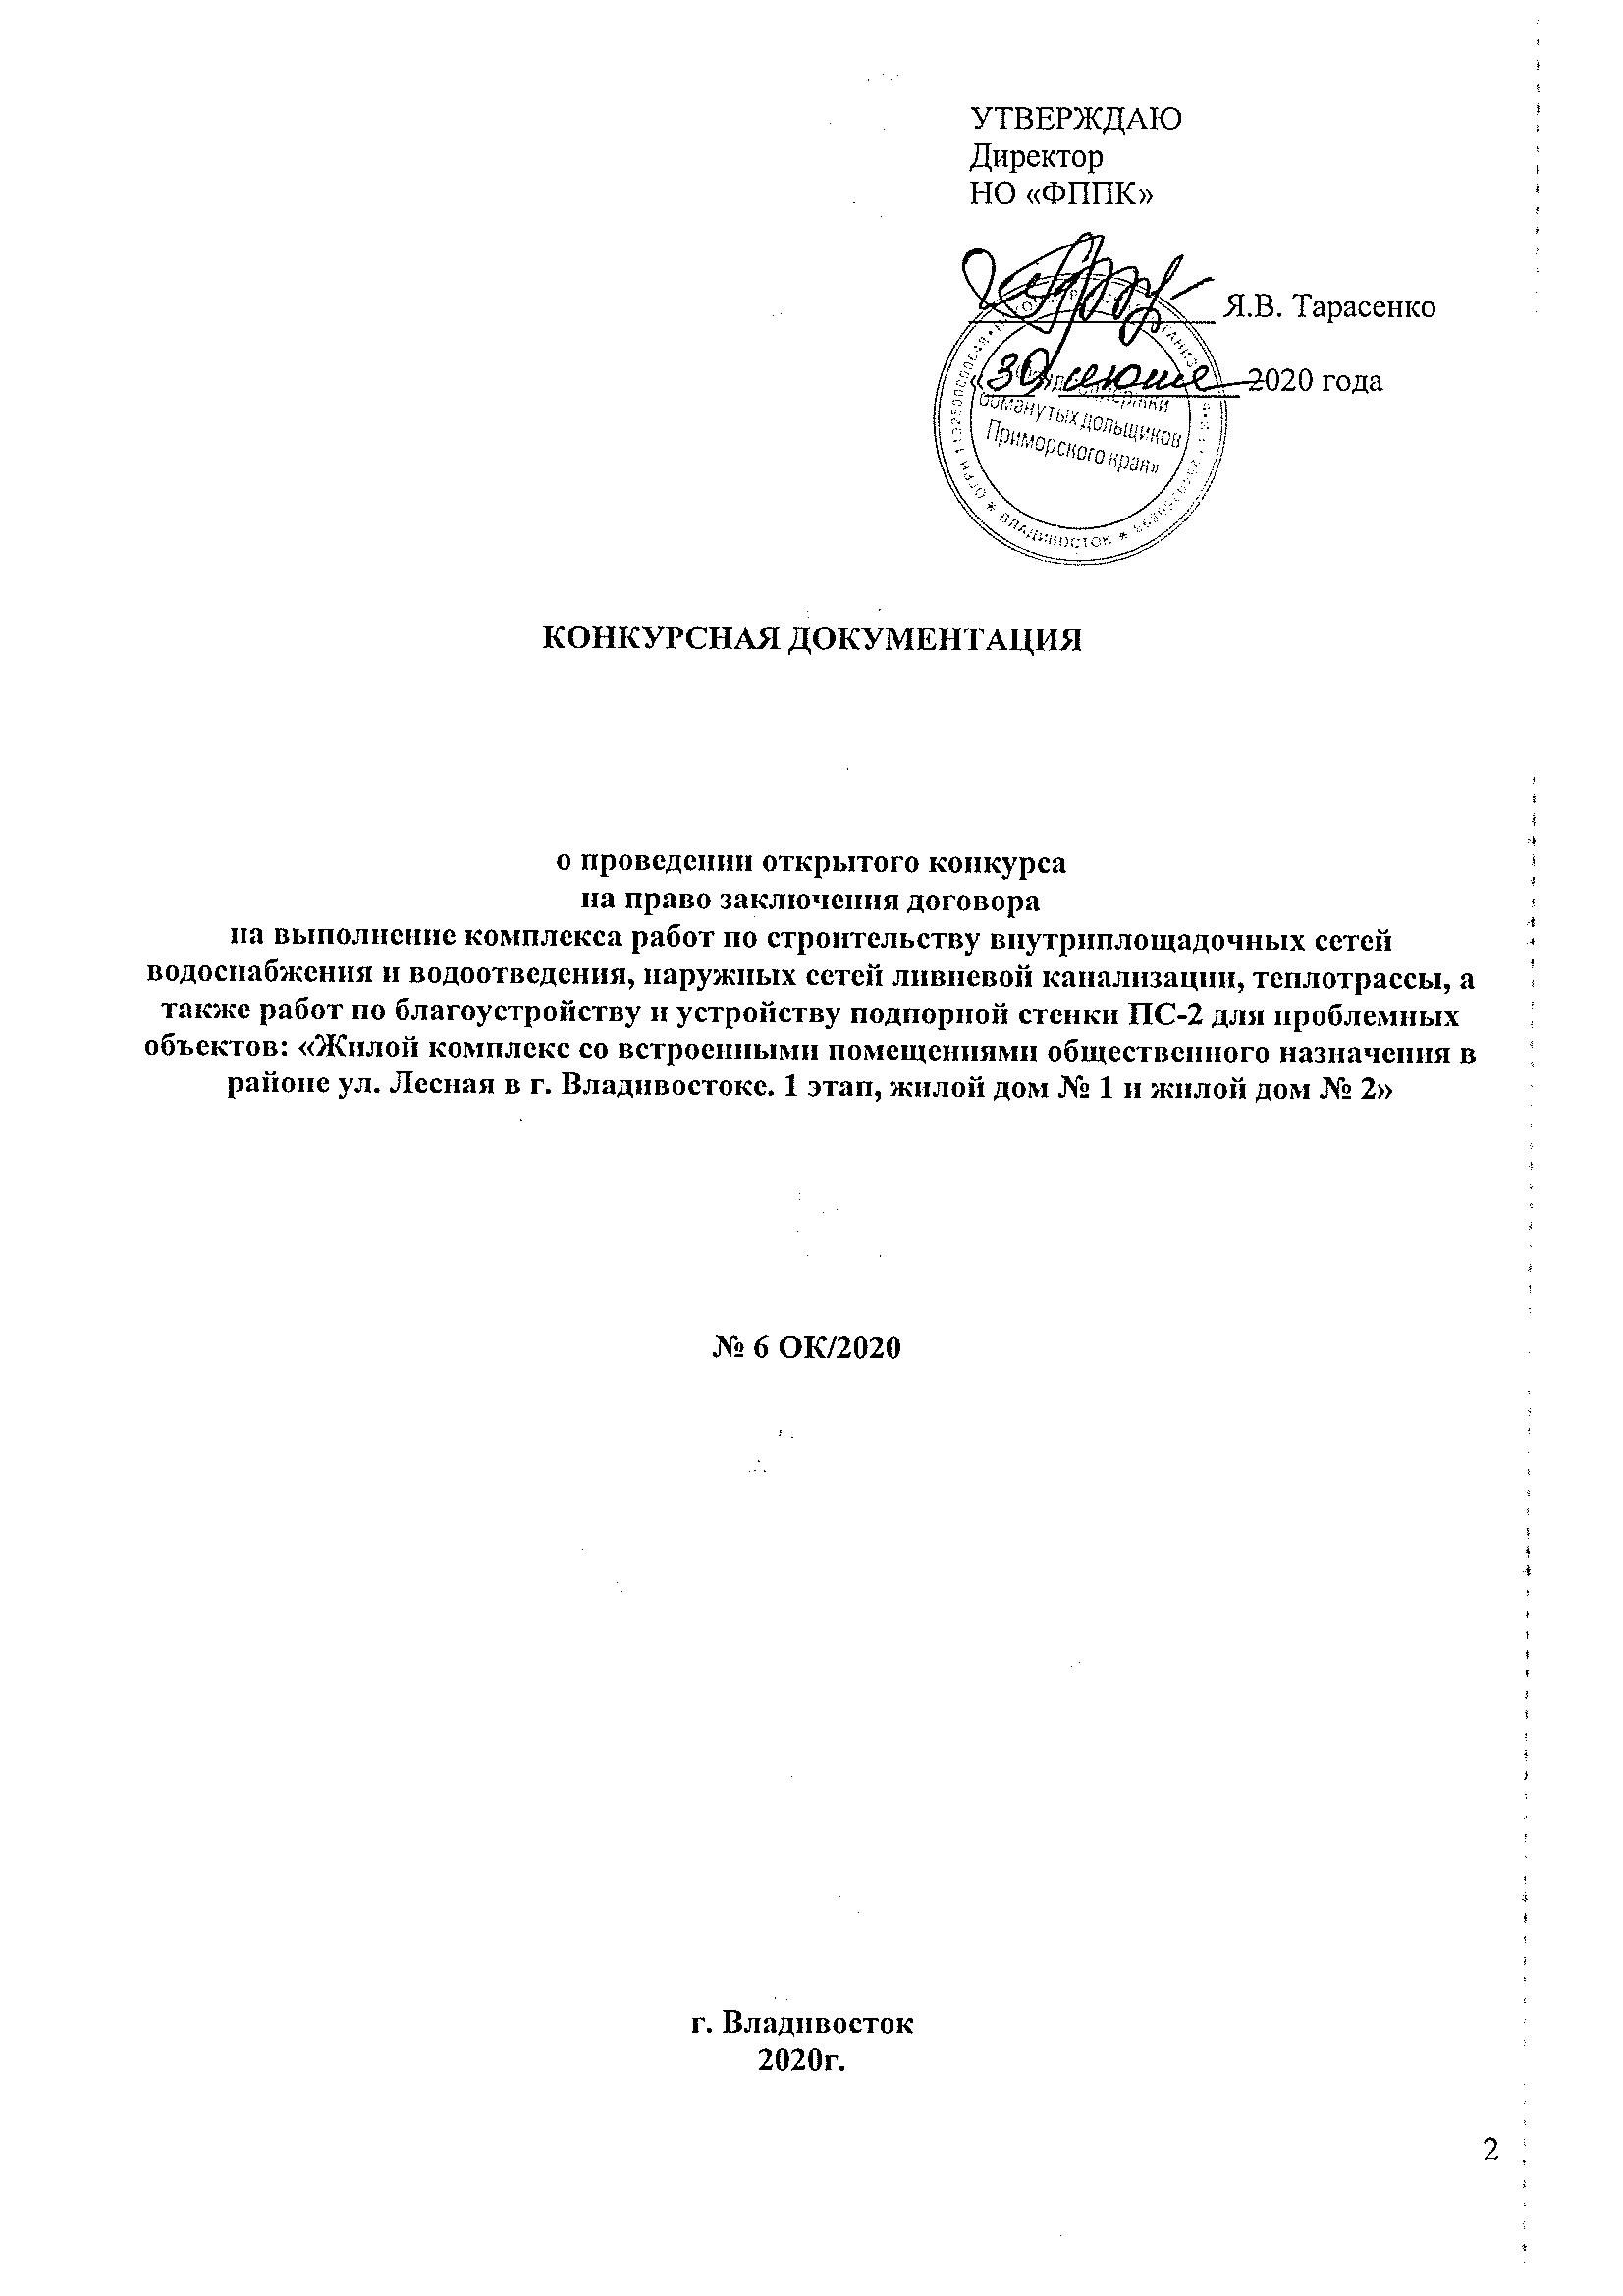 УТВЕРЖДАЮ
Директор
НО «ФППК»
Я.В. Тарасенко
«30» июня 2020 года
обманутых дольщиков
Приморского края»
ВЛАДИВОСТОК
КОНКУРСНАЯ ДОКУМЕНТАЦИЯ
о проведении открытого конкурса
на право заключения договора
на выполнение комплекса работ по строительству внутриплощадочных сетей
водоснабжения и водоотведения, наружных сетей ливневой канализации, теплотрассы, а
также работ по благоустройству и устройству подпорной стенки ПС-2 для проблемных
объектов: «Жилой комплекс со встроенными помещениями общественного назначения в
районе ул. Лесная в г. Владивостоке. 1 этап, жилой дом № 1 и жилой дом № 2»
№ 6 ОК/2020
г. Владивосток
2020г.
2